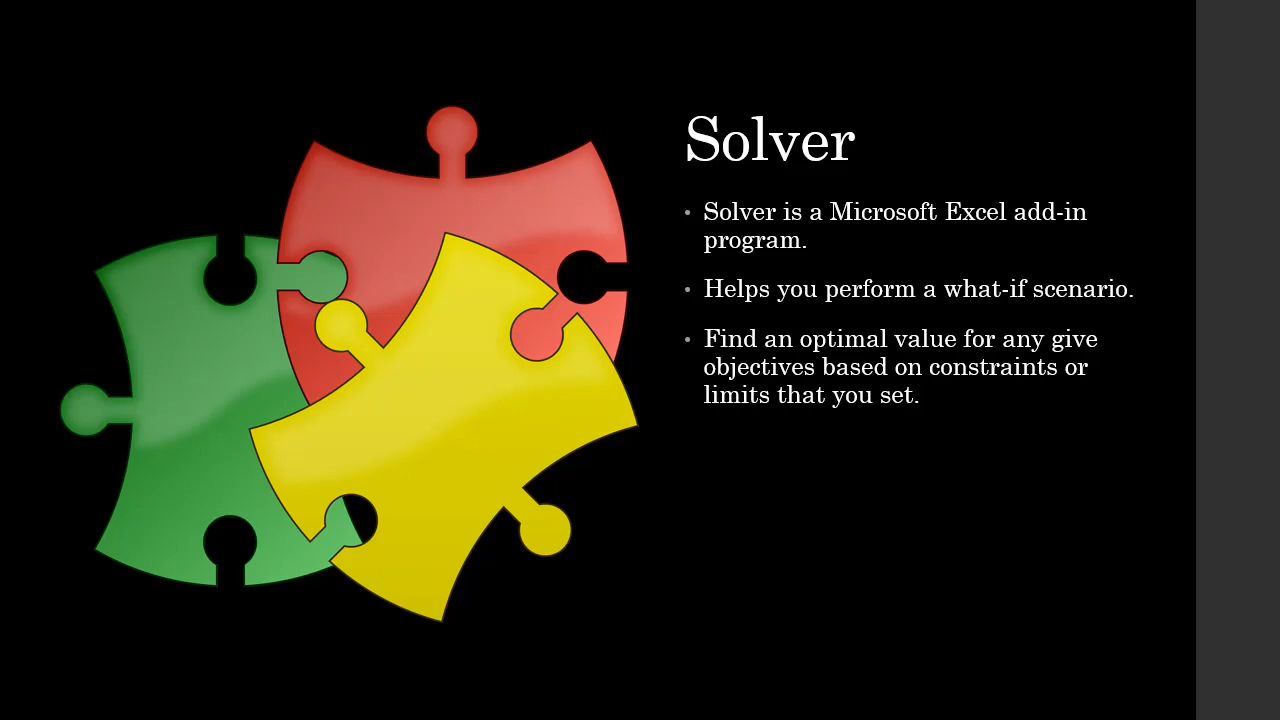 Solver
• Solver is a Microsoft Excel add-in
program.
• Helps you perform a what-if scenario.
• Find an optimal value for any give
objectives based on constraints or
limits that you set.